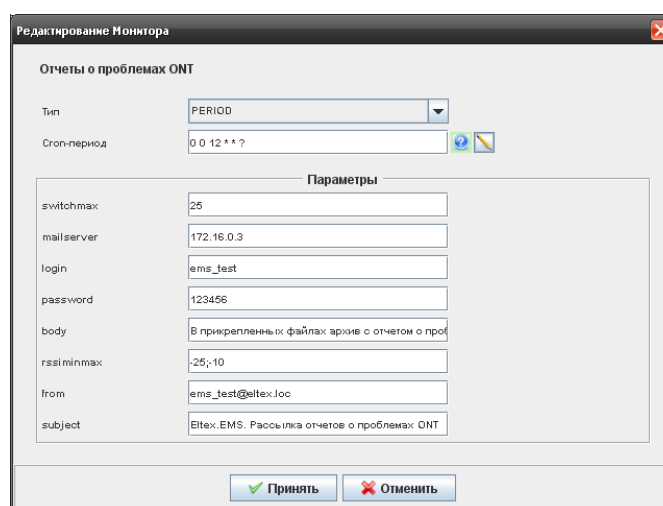 Редактирование Монитора
Отчеты о проблемах ONT
Тип PERIOD
Cron-период 0 0 12 * * ?
Параметры
switchmax 25
mailserver 172.16.0.3
login ems_test
password 123456
body В прикрепленных файлах архив с отчетом о проб
rssiminmax -25;-10
from ems_test@eltex.loc
subject Eltex.EMS. Рассылка отчетов о проблемах ONT
Принять Отменить